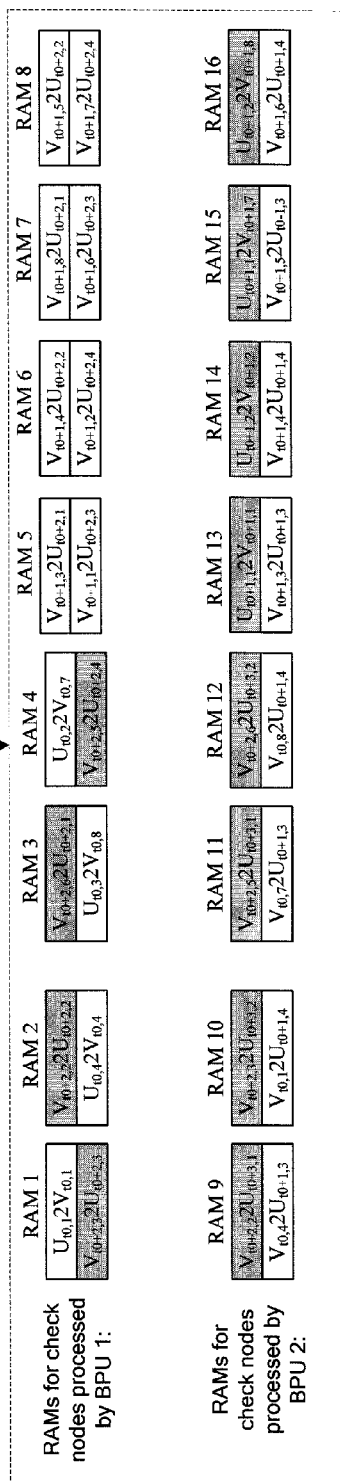 RAMs for check
nodes processed
by BPU 1:
RAM 1
U_{t0,1}2V_{t0,1}
V_{t0+2,3}2U_{t0+2,3}
RAM 2
V_{t0+2,2}2U_{t0+2,2}
U_{t0,4}2V_{t0,4}
RAM 3
V_{t0+2,6}2U_{t0+2,1}
U_{t0,3}2V_{t0,8}
RAM 4
U_{t0,2}2V_{t0,7}
V_{t0+2,5}2U_{t0+2,4}
RAM 5
V_{t0+1,3}2U_{t0+2,1}
V_{t0+1,1}2U_{t0+2,3}
RAM 6
V_{t0+1,4}2U_{t0+2,2}
V_{t0+1,2}2U_{t0+2,4}
RAM 7
V_{t0+1,8}2U_{t0+2,1}
V_{t0+1,6}2U_{t0+2,3}
RAM 8
V_{t0+1,5}2U_{t0+2,2}
V_{t0+1,7}2U_{t0+2,4}
RAMs for
check nodes
processed by
BPU 2:
RAM 9
V_{t0+2,2}2U_{t0+3,1}
V_{t0,4}2U_{t0+1,3}
RAM 10
V_{t0+2,3}2U_{t0+3,2}
V_{t0,1}2U_{t0+1,4}
RAM 11
V_{t0+2,5}2U_{t0+3,1}
V_{t0,7}2U_{t0+1,3}
RAM 12
V_{t0+2,6}2U_{t0+3,2}
V_{t0,8}2U_{t0+1,4}
RAM 13
U_{t0+1,1}2V_{t0+1,1}
V_{t0+1,3}2U_{t0+1,3}
RAM 14
U_{t0+1,2}2V_{t0+1,2}
V_{t0+1,4}2U_{t0+1,4}
RAM 15
U_{t0+1,1}2V_{t0+1,7}
V_{t0+1,5}2U_{t0+1,3}
RAM 16
U_{t0+1,2}2V_{t0+1,8}
V_{t0+1,6}2U_{t0+1,4}